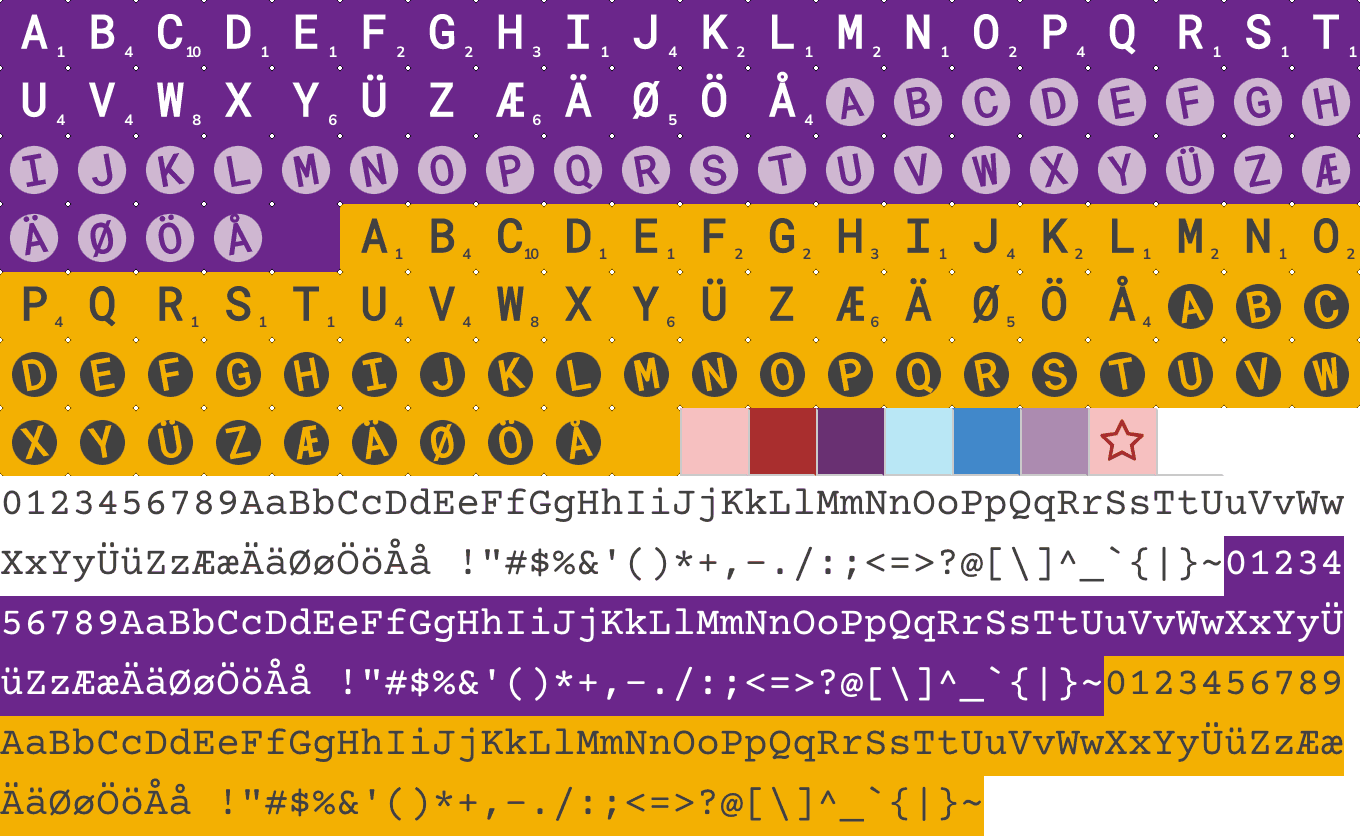 A1 B4 C10 D1 E1 F2 G2 H3 I1 J4 K2 L1 M2 N1 O2 P4 Q R1 S1 T1
U4 V4 W8 X Y6 Ü Z Æ6 Ä Ø5 Ö Å4 A B C D E F G H
I J K L M N O P Q R S T U V W X Y Ü Z Æ
Ä Ø Ö Å A1 B4 C10 D1 E1 F2 G2 H3 I1 J4 K2 L1 M2 N1 O2
P4 Q R1 S1 T1 U4 V4 W8 X Y6 Ü Z Æ6 Ä Ø5 Ö Å4 A B C
D E F G H I J K L M N O P Q R S T U V W
X Y Ü Z Æ Ä Ø Ö Å
0123456789AaBbCcDdEeFfGgHhIiJjKkLlMmNnOoPpQqRrSsTtUuVvWw
XxYyÜüZzÆæÄäØøÖöÅå !"#$%&'()*+,-./:;<=>?@[\]^_`{|}~01234
56789AaBbCcDdEeFfGgHhIiJjKkLlMmNnOoPpQqRrSsTtUuVvWwXxYyÜ
üZzÆæÄäØøÖöÅå !"#$%&'()*+,-./:;<=>?@[\]^_`{|}~0123456789
AaBbCcDdEeFfGgHhIiJjKkLlMmNnOoPpQqRrSsTtUuVvWwXxYyÜüZzÆæ
ÄäØøÖöÅå !"#$%&'()*+,-./:;<=>?@[\]^_`{|}~